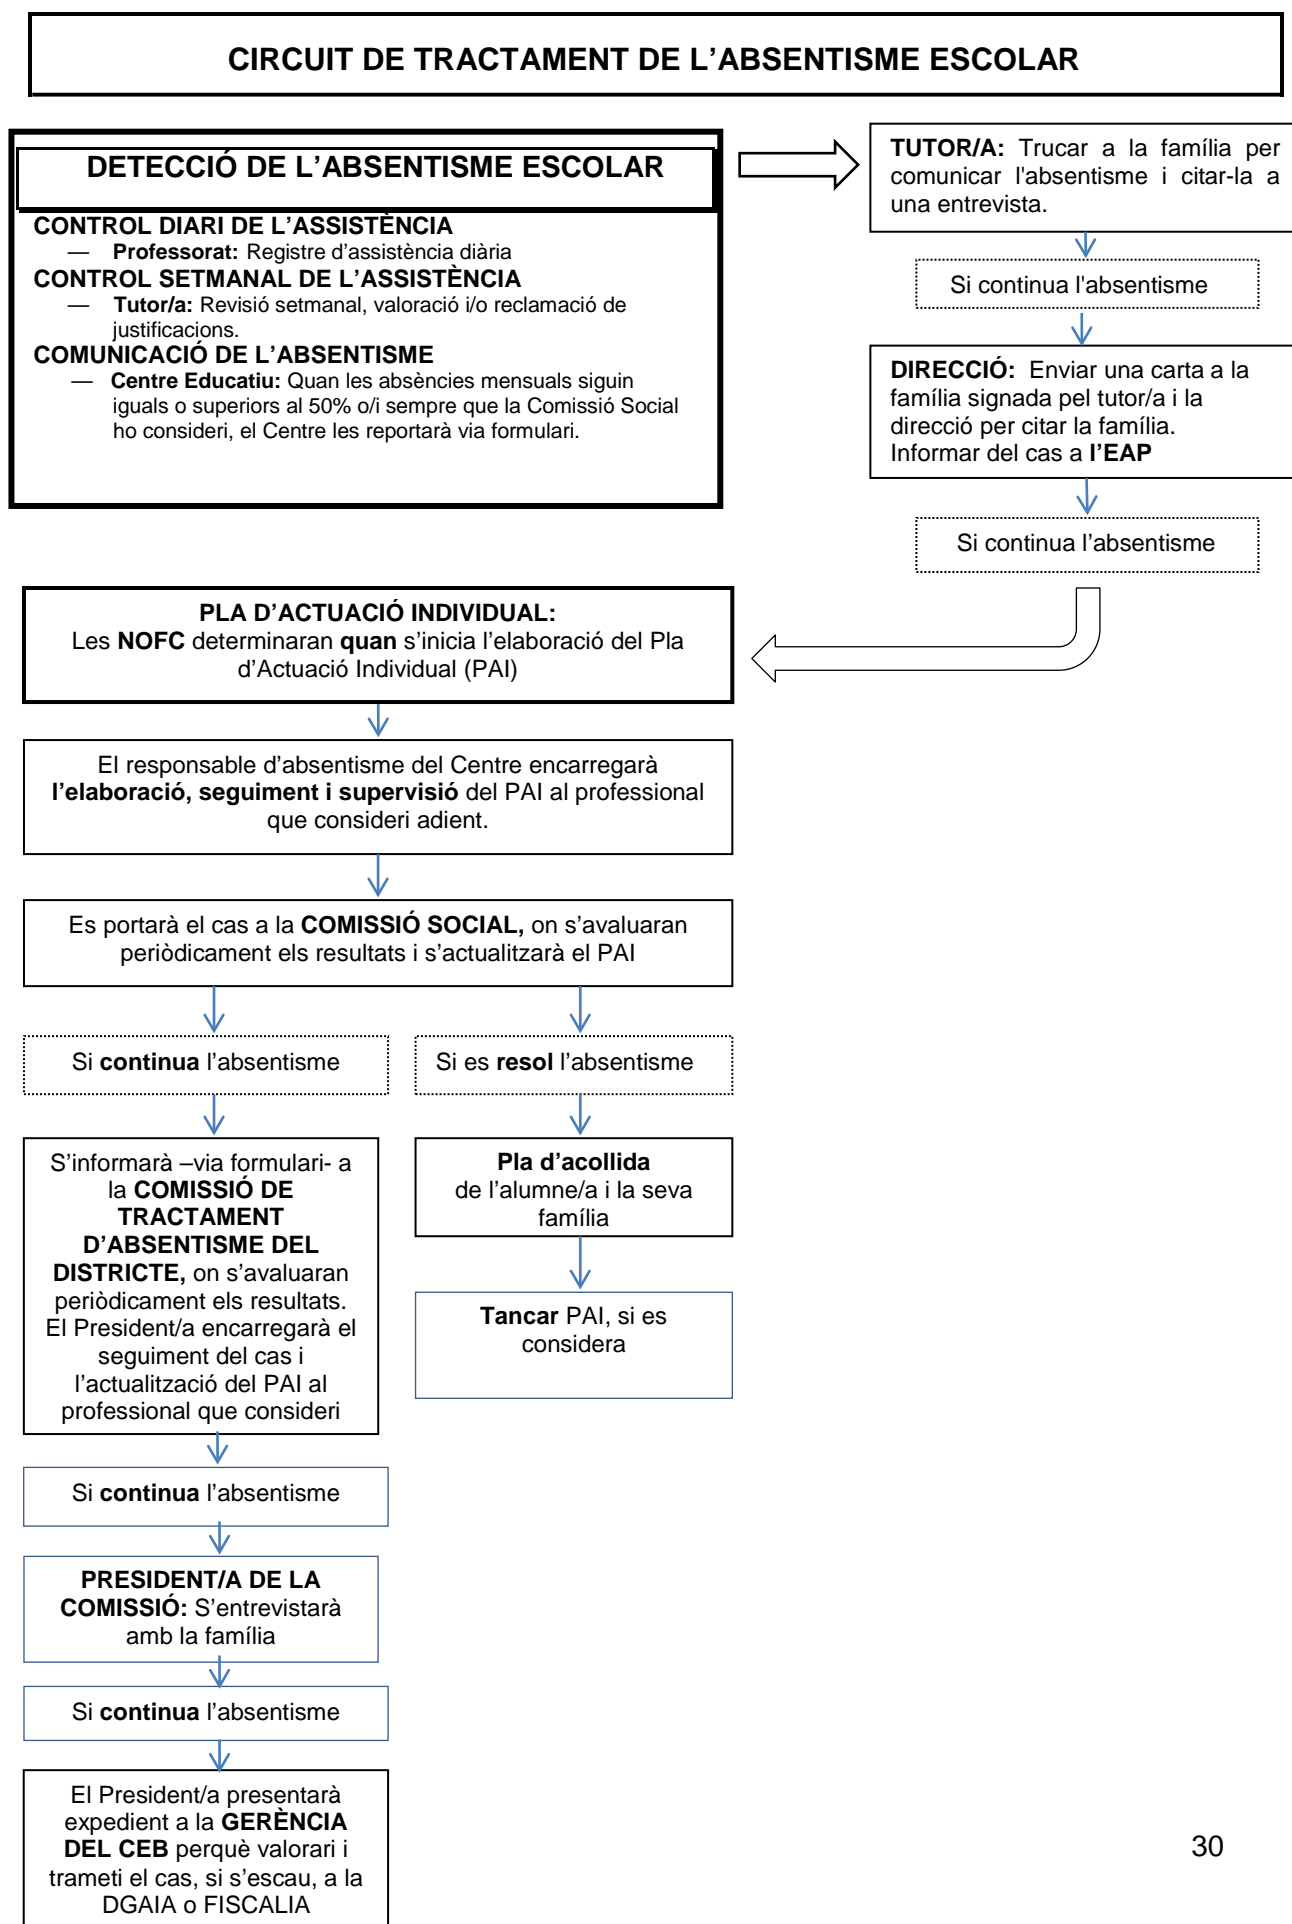 CIRCUIT DE TRACTAMENT DE L’ABSENTISME ESCOLAR
DETECCIÓ DE L’ABSENTISME ESCOLAR
CONTROL DIARI DE L’ASSISTÈNCIA
— Professorat: Registre d’assistència diària
CONTROL SETMANAL DE L’ASSISTÈNCIA
— Tutor/a: Revisió setmanal, valoració i/o reclamació de
justificacions.
COMUNICACIÓ DE L’ABSENTISME
— Centre Educatiu: Quan les absències mensuals siguin
iguals o superiors al 50% o/i sempre que la Comissió Social
ho consideri, el Centre les reportarà via formulari.
TUTOR/A: Trucar a la família per
comunicar l'absentisme i citar-la a
una entrevista.
Si continua l'absentisme
DIRECCIÓ: Enviar una carta a la
família signada pel tutor/a i la
direcció per citar la família.
Informar del cas a l’EAP
Si continua l’absentisme
PLA D’ACTUACIÓ INDIVIDUAL:
Les NOFC determinaran quan s’inicia l’elaboració del Pla
d’Actuació Individual (PAI)
El responsable d’absentisme del Centre encarregarà
l’elaboració, seguiment i supervisió del PAI al professional
que consideri adient.
Es portarà el cas a la COMISSIÓ SOCIAL, on s’avaluaran
periòdicament els resultats i s’actualitzarà el PAI
Si continua l’absentisme
S’informarà –via formulari- a
la COMISSIÓ DE
TRACTAMENT
D’ABSENTISME DEL
DISTRICTE, on s’avaluaran
periòdicament els resultats.
El President/a encarregarà el
seguiment del cas i
l’actualització del PAI al
professional que consideri
Si continua l’absentisme
PRESIDENT/A DE LA
COMISSIÓ: S’entrevistarà
amb la família
Si continua l’absentisme
El President/a presentarà
expedient a la GERÈNCIA
DEL CEB perquè valorari i
trameti el cas, si s’escau, a la
DGAIA o FISCALIA
Si es resol l’absentisme
Pla d’acollida
de l’alumne/a i la seva
família
Tancar PAI, si es
considera
30